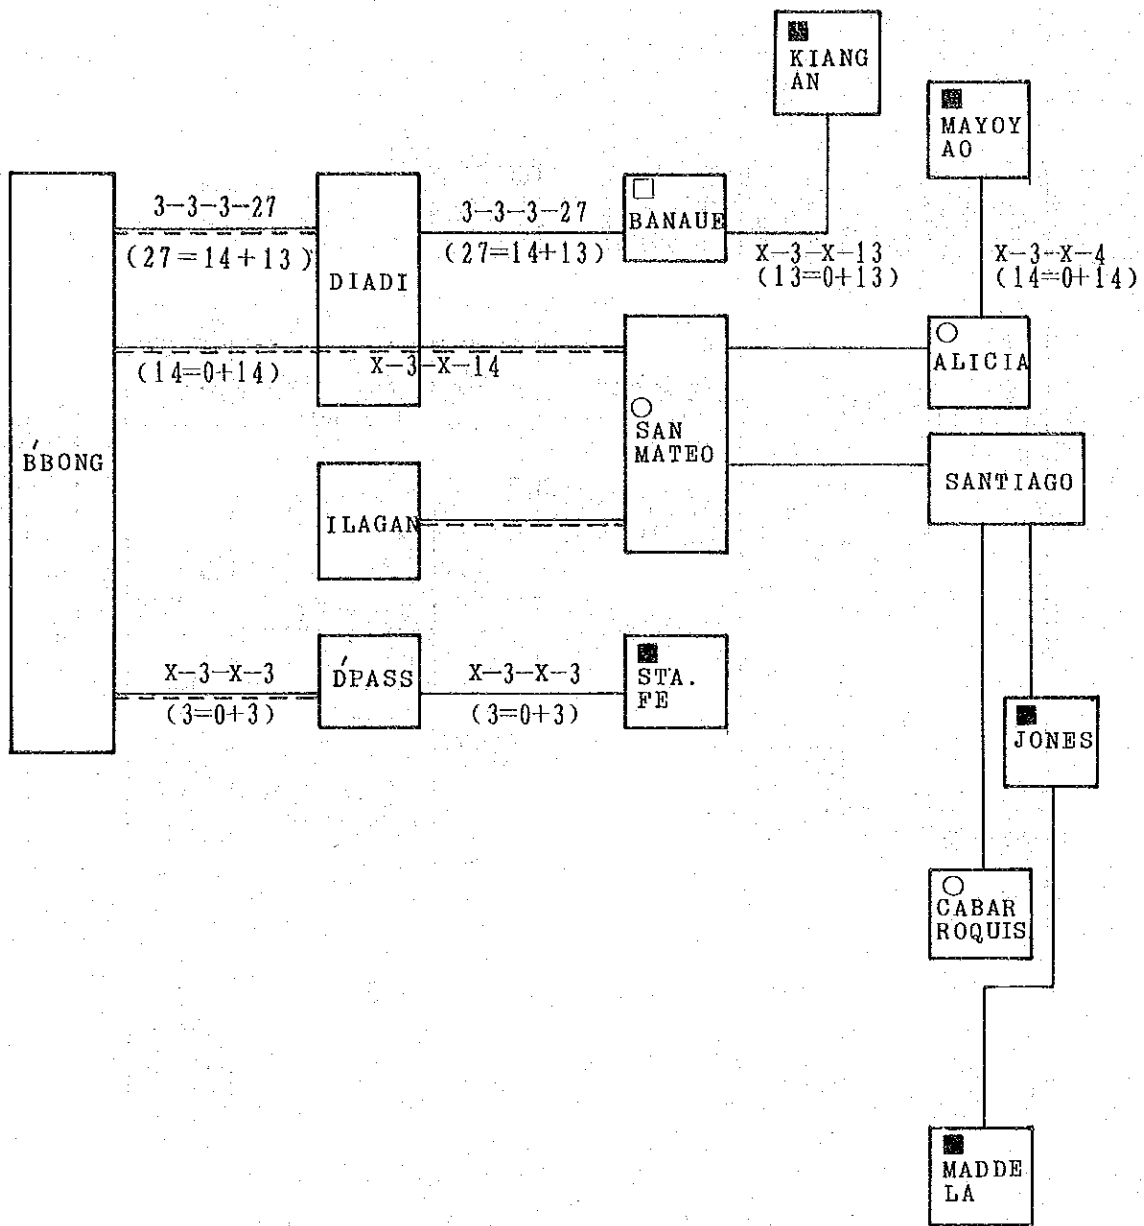 KIANG
AN
MAYOY
AO
3-3-3-27
(27=14+13)
DIADI
3-3-3-27
(27=14+13)
BANAUE
X-3-X-13
(13=0+13)
X-3-X-4
(14=0+14)
(14=0+14)
X-3-X-14
ALICIA
B́BONG
SAN
MATEO
SANTIAGO
ILAGAN
X-3-X-3
(3=0+3)
D́PASS
X-3-X-3
(3=0+3)
STA.
FE
JONES
CABAR
ROQUIS
MADDE
LA